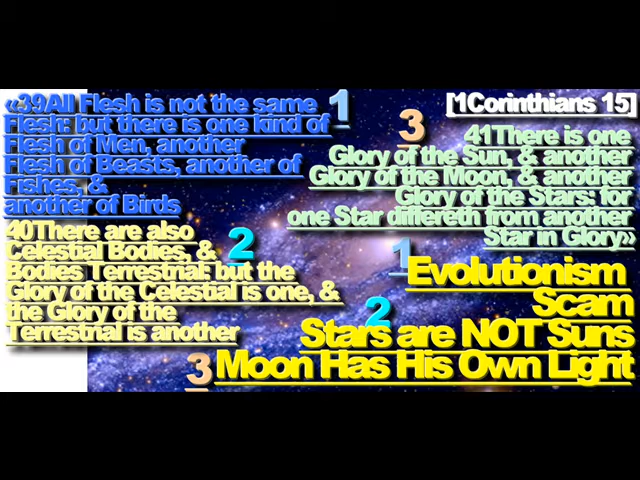 «39All Flesh is not the same
Flesh: but there is one kind of
Flesh of Men, another
Flesh of Beasts, another of
Fishes, &
another of Birds
1
40There are also
Celestial Bodies, &
Bodies Terrestrial: but the
Glory of the Celestial is one, &
the Glory of the
Terrestrial is another
2
[1Corinthians 15]
3
41There is one
Glory of the Sun, & another
Glory of the Moon, & another
Glory of the Stars: for
one Star differeth from another
Star in Glory»
1
Evolutionism
Scam
2
Stars are NOT Suns
3 Moon Has His Own Light